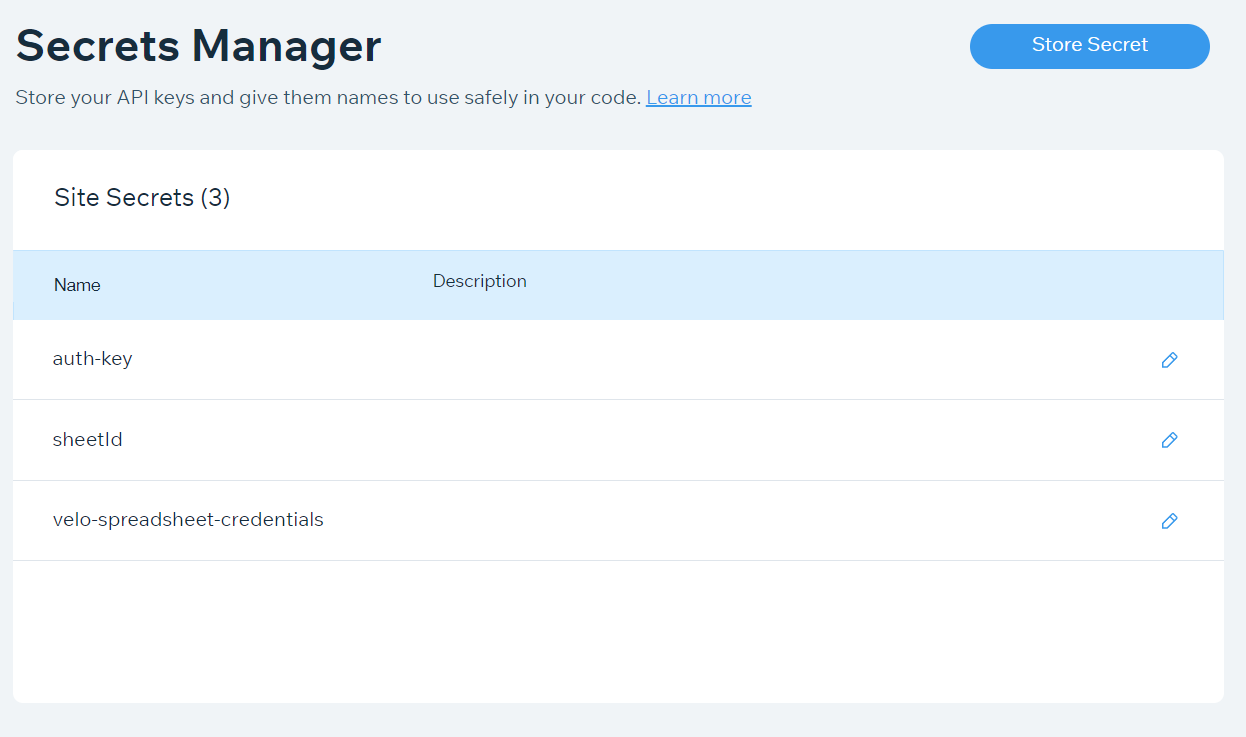 Secrets Manager
Store Secret
Store your API keys and give them names to use safely in your code. Learn more
Site Secrets (3)
Name
Description
auth-key
sheetId
velo-spreadsheet-credentials